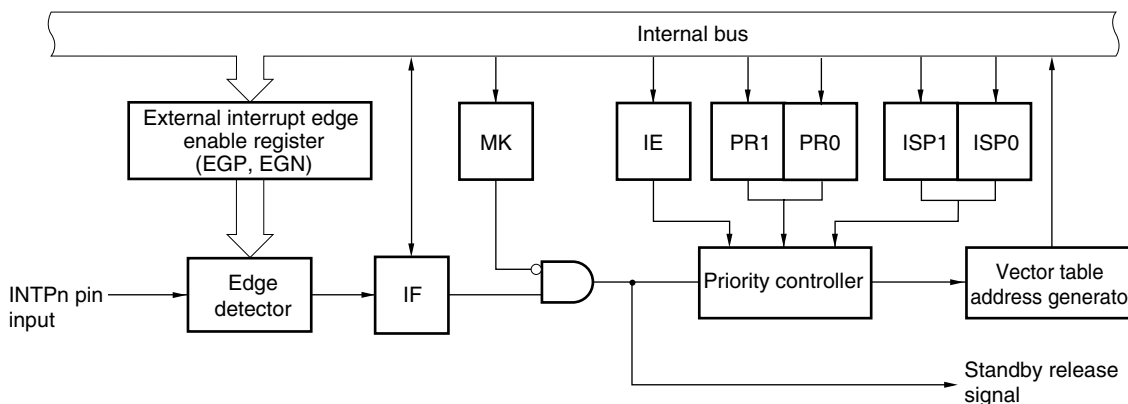 Internal bus
External interrupt edge
enable register
(EGP, EGN)
MK
IE
PR1
PR0
ISP1
ISP0
INTPn pin
input
Edge
detector
IF
Priority controller
Vector table
address generato
Standby release
signal